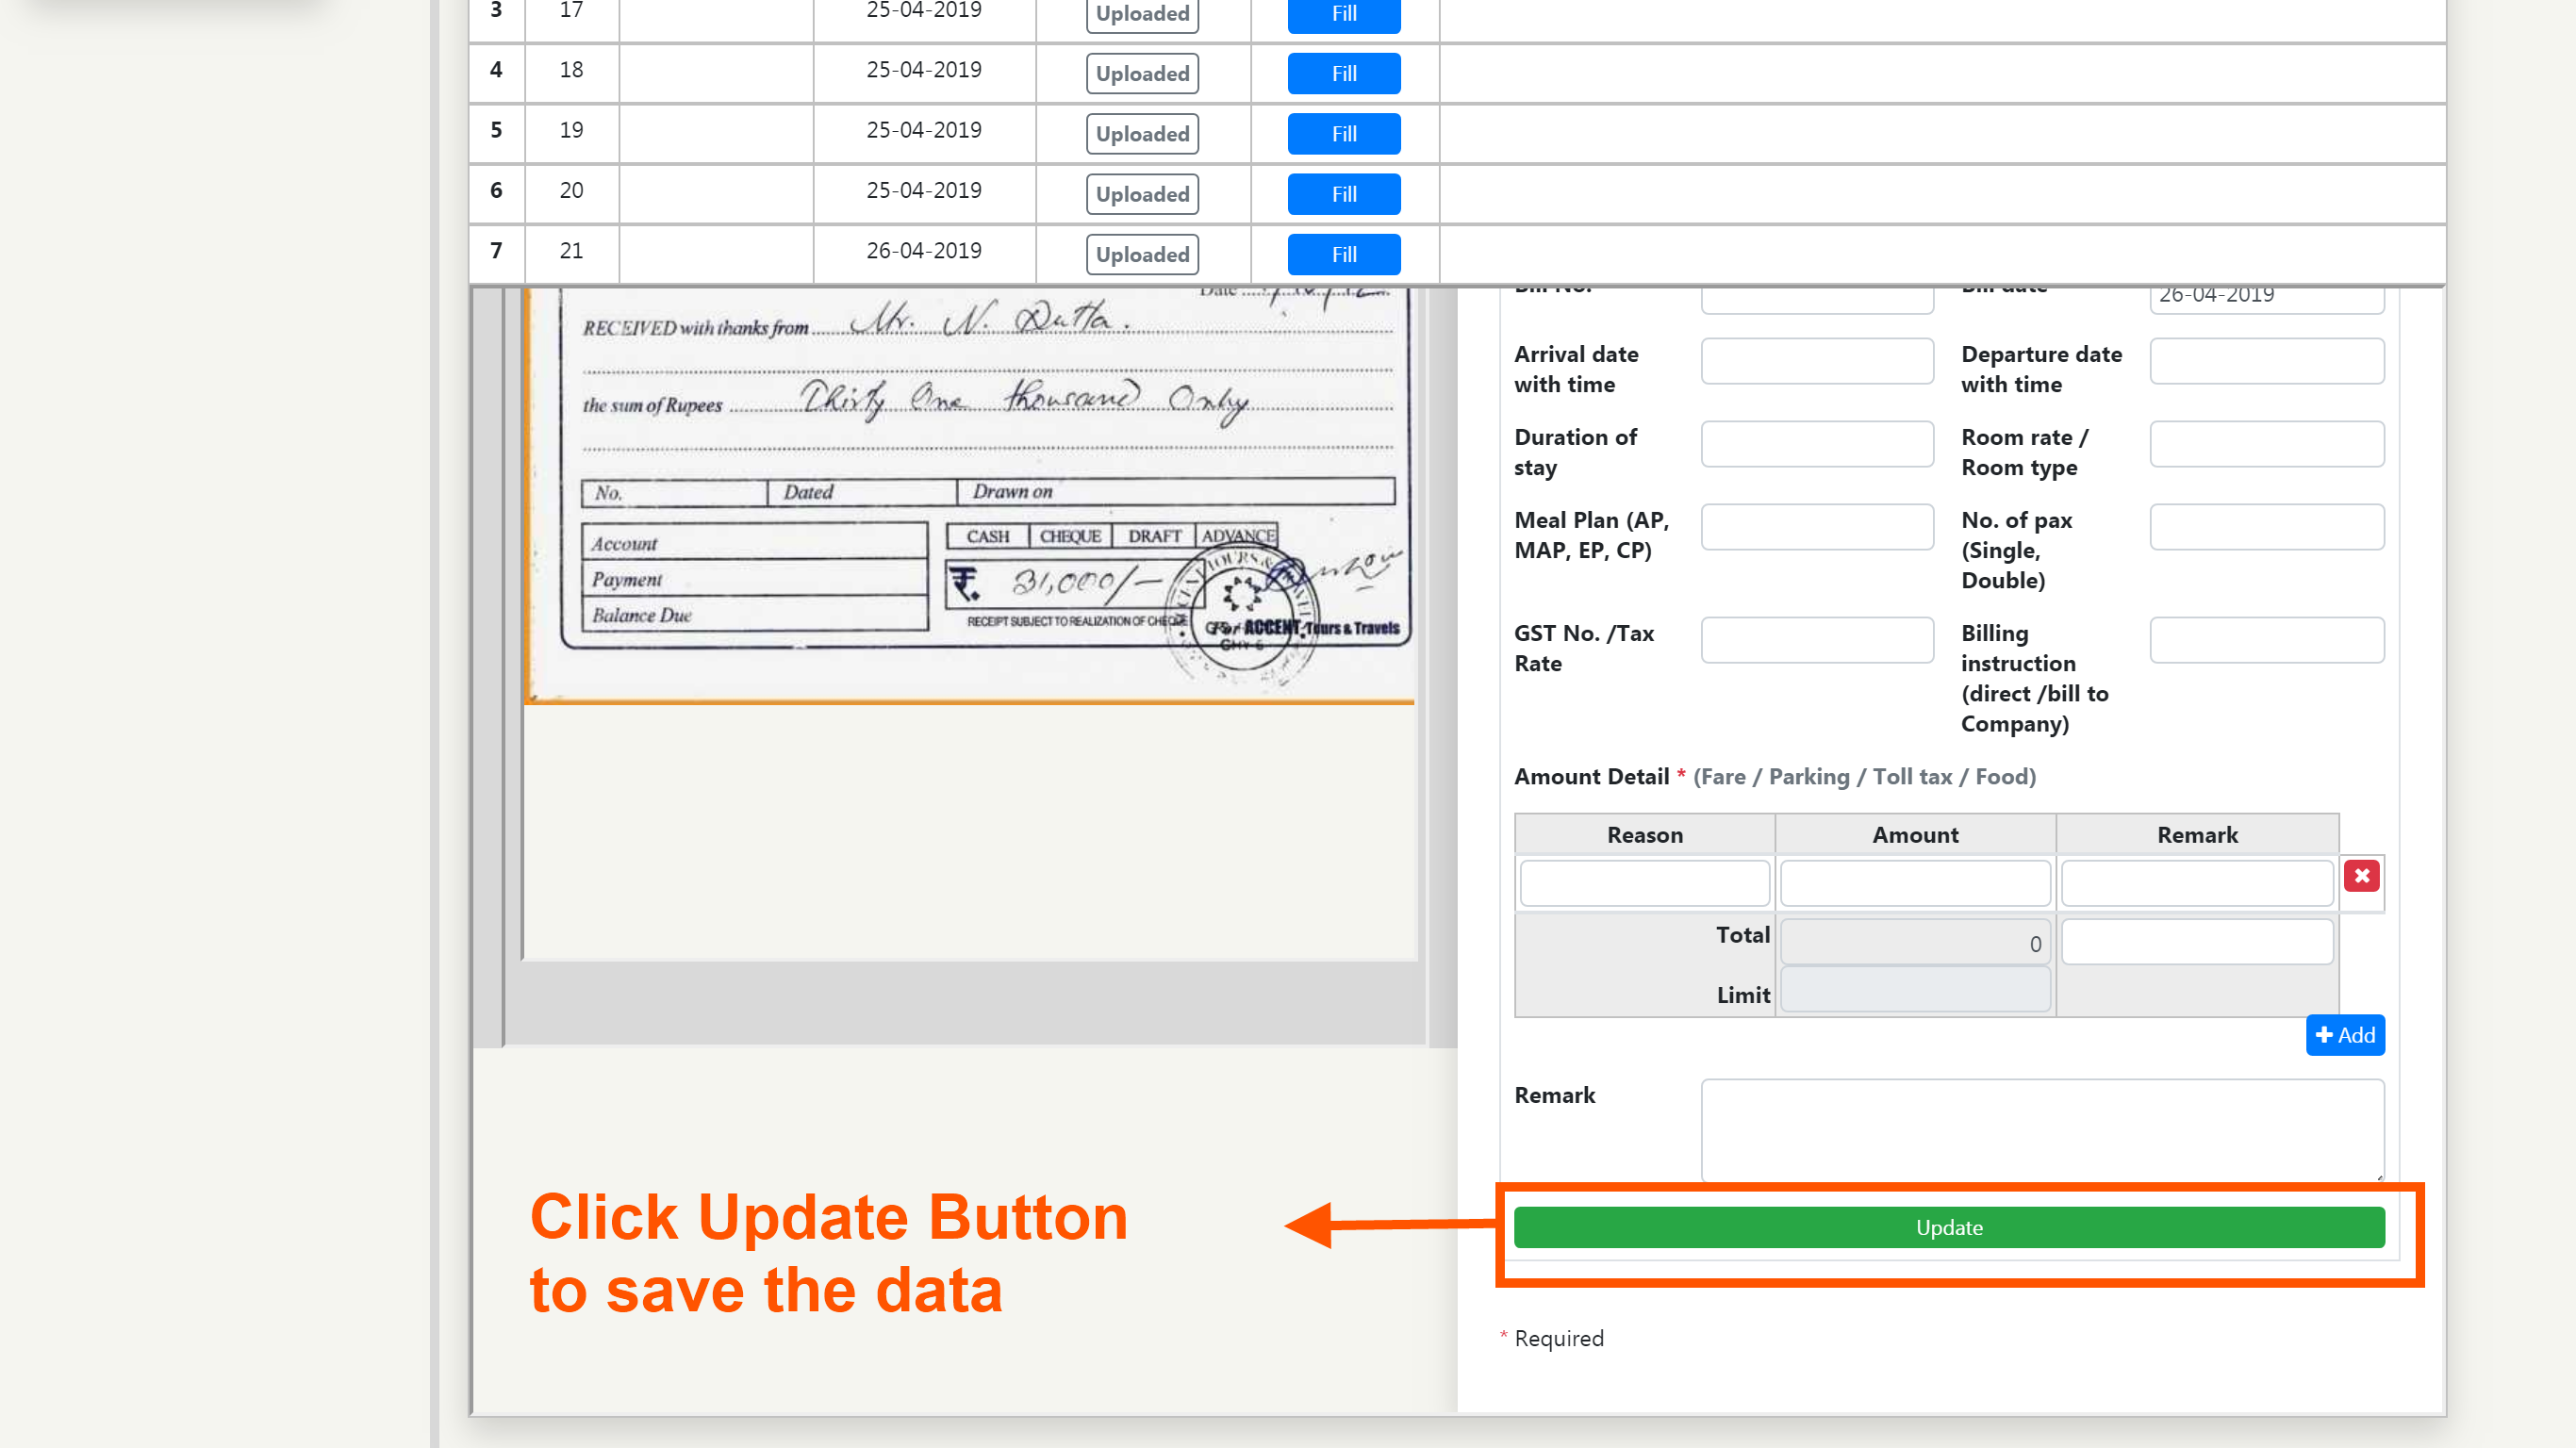 3 17 25-04-2019 Uploaded Fill
4 18 25-04-2019 Uploaded Fill
5 19 25-04-2019 Uploaded Fill
6 20 25-04-2019 Uploaded Fill
7 21 26-04-2019 Uploaded Fill
Date
RECEIVED with thanks from Mr. N. Dutta.
the sum of Rupees Thirty One thousand Only
No. Dated Drawn on
CASH CHEQUE DRAFT ADVANCE
Account
Payment
Balance Due
₹. 31,000/-
RECEIPT SUBJECT TO REALIZATION OF CHEQUE
For ACCENT Tours & Travels
GHY-6
Bill No. Bill date 26-04-2019
Arrival date with time
Departure date with time
Duration of stay
Room rate / Room type
Meal Plan (AP, MAP, EP, CP)
No. of pax (Single, Double)
GST No. /Tax Rate
Billing instruction (direct /bill to Company)
Amount Detail * (Fare / Parking / Toll tax / Food)
Reason Amount Remark
Total 0
Limit
Add
Remark
Update
Click Update Button
to save the data
* Required